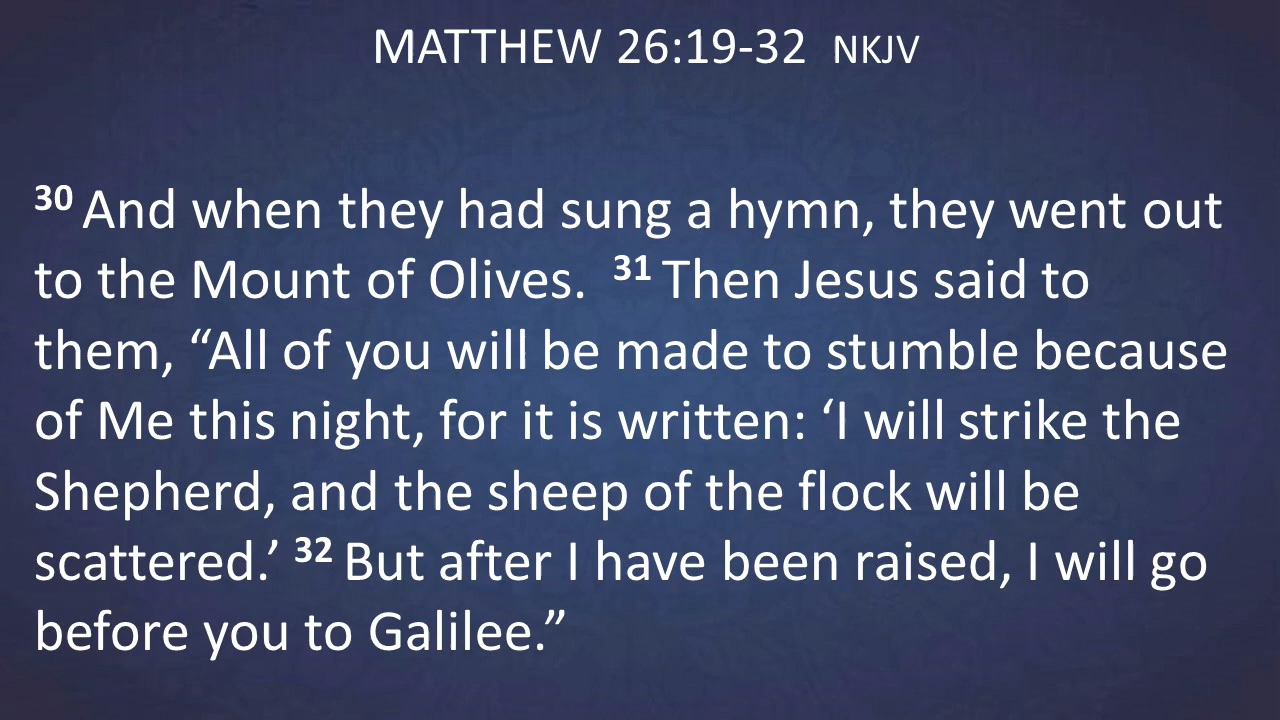 MATTHEW 26:19-32 NKJV
30 And when they had sung a hymn, they went out
to the Mount of Olives. 31 Then Jesus said to
them, “All of you will be made to stumble because
of Me this night, for it is written: ‘I will strike the
Shepherd, and the sheep of the flock will be
scattered.’ 32 But after I have been raised, I will go
before you to Galilee.”